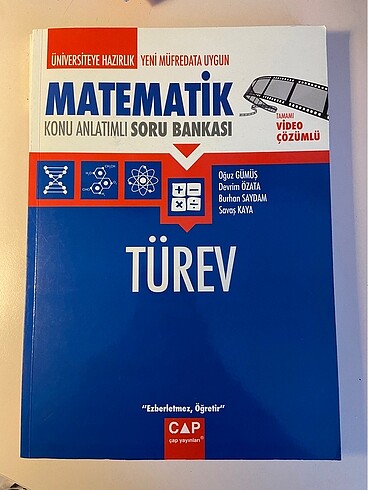 ÜNİVERSİTEYE HAZIRLIK YENİ MÜFREDATA UYGUN
MATEMATİK
KONU ANLATIMLI SORU BANKASI
TAMAMI
VİDEO
ÇÖZÜMLÜ
Oğuz GÜMÜŞ
Devrim ÖZATA
Burhan SAYDAM
Savaş KAYA
TÜREV
"Ezberletmez, Öğretir"
CAP
çap yayınları®